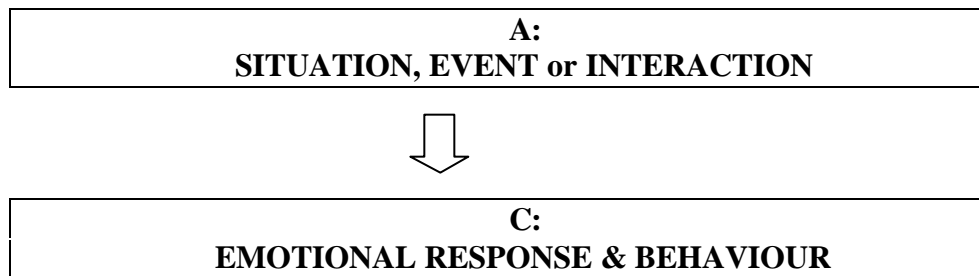 A:
SITUATION, EVENT or INTERACTION
C:
EMOTIONAL RESPONSE & BEHAVIOUR